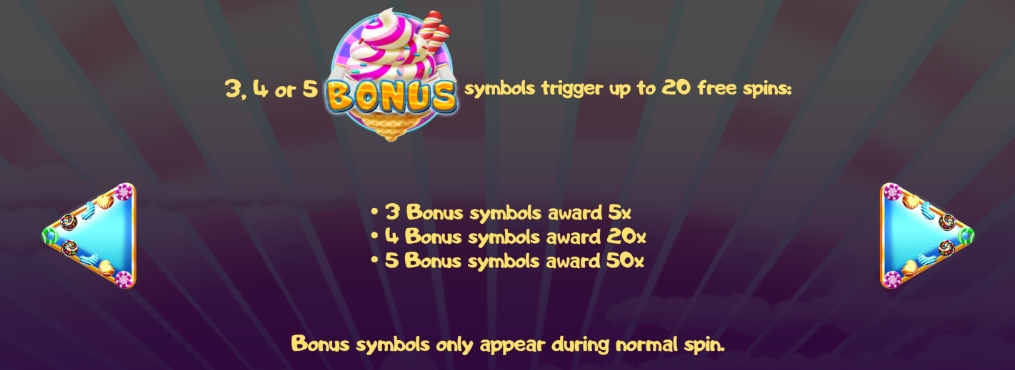 3, 4 or 5 BONUS symbols trigger up to 20 free spins:
• 3 Bonus symbols award 5x
• 4 Bonus symbols award 20x
• 5 Bonus symbols award 50x
Bonus symbols only appear during normal spin.